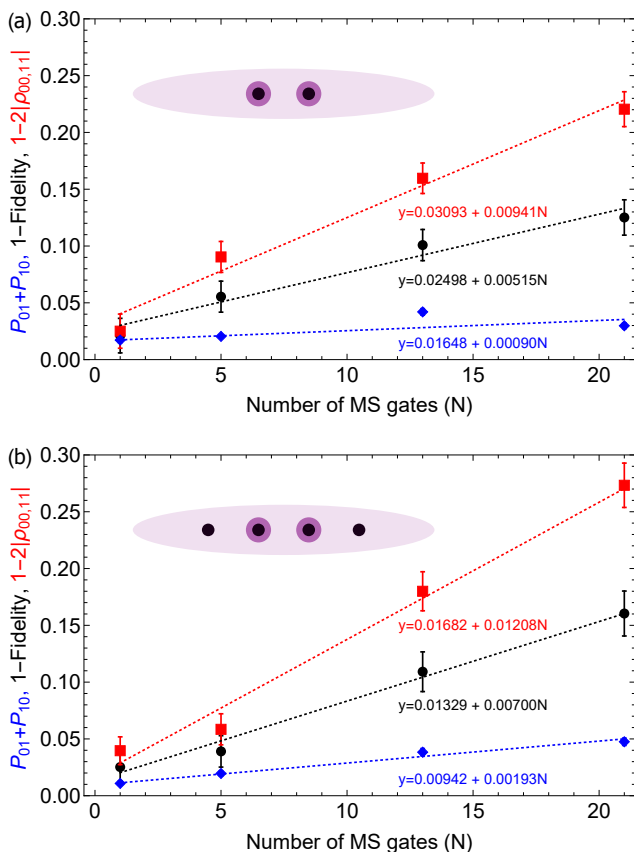 (a)
P01+P10, 1−Fidelity, 1−2|ρ00,11|
0.30
0.25
0.20
0.15
0.10
0.05
0.00
y=0.03093 + 0.00941N
y=0.02498 + 0.00515N
y=0.01648 + 0.00090N
0 5 10 15 20
Number of MS gates (N)
(b)
P01+P10, 1−Fidelity, 1−2|ρ00,11|
0.30
0.25
0.20
0.15
0.10
0.05
0.00
y=0.01682 + 0.01208N
y=0.01329 + 0.00700N
y=0.00942 + 0.00193N
0 5 10 15 20
Number of MS gates (N)